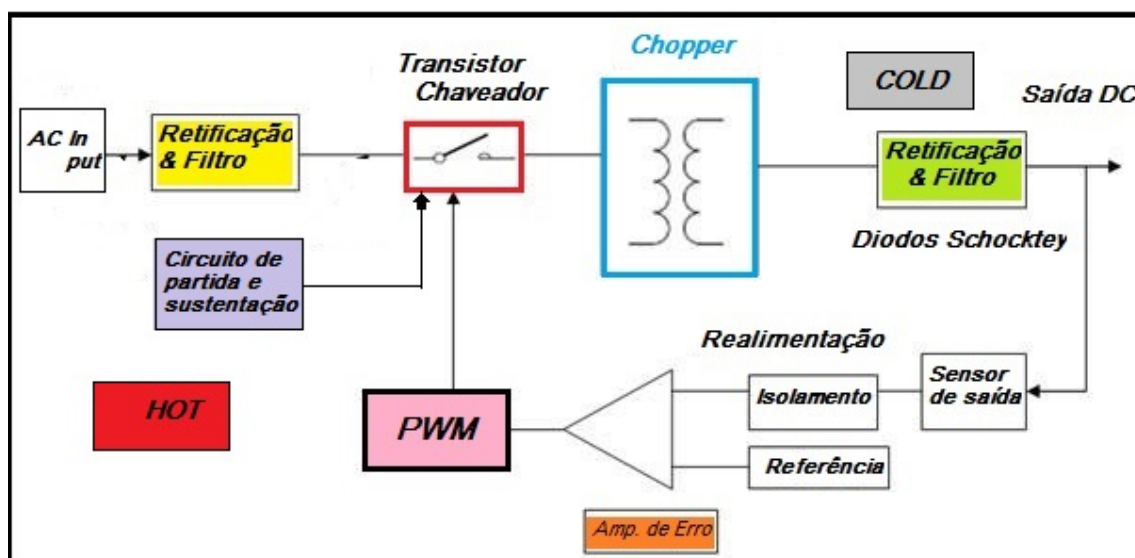 Chopper
Transistor
Chaveador
COLD
Saída DC
AC In
put
Retificação
& Filtro
Retificação
& Filtro
Diodos Schocktey
Circuito de
partida e
sustentação
Realimentação
HOT
PWM
Isolamento
Sensor
de saída
Referência
Amp. de Erro